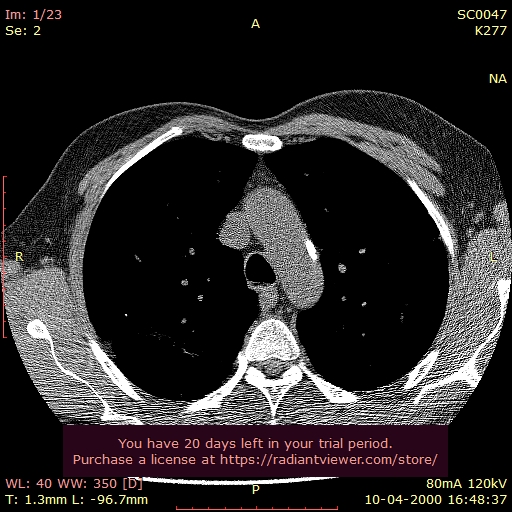 Im: 1/23
Se: 2
A
SC0047
K277
NA
R
L
You have 20 days left in your trial period.
Purchase a license at https://radiantviewer.com/store/
WL: 40 WW: 350 [D]
T: 1.3mm L: -96.7mm
P
80mA 120kV
10-04-2000 16:48:37